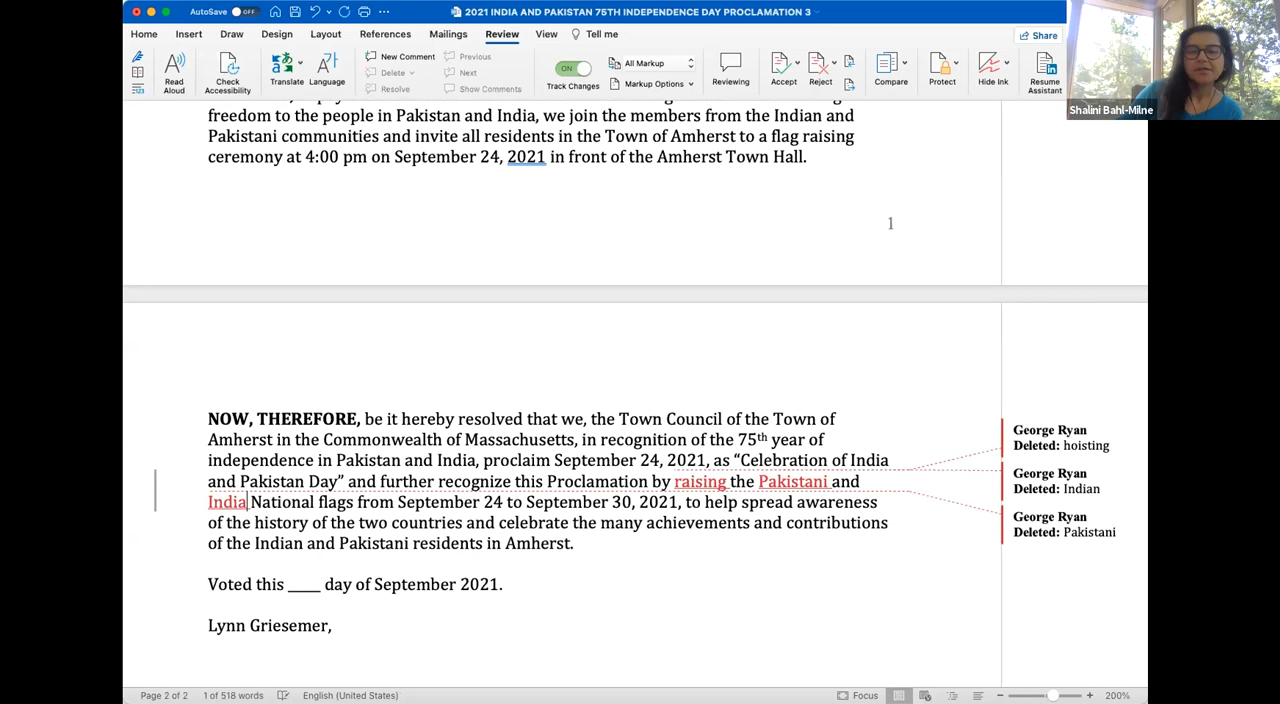 AutoSave OFF
2021 INDIA AND PAKISTAN 75TH INDEPENDENCE DAY PROCLAMATION 3
Home Insert Draw Design Layout References Mailings Review View Tell me
Share
Read Aloud
Check Accessibility
Translate
Language
New Comment
Delete
Resolve
Previous
Next
Show Comments
ON
Track Changes
All Markup
Markup Options
Reviewing
Accept
Reject
Compare
Protect
Hide Ink
Resume Assistant
Shalini Bahl-Milne
freedom to the people in Pakistan and India, we join the members from the Indian and
Pakistani communities and invite all residents in the Town of Amherst to a flag raising
ceremony at 4:00 pm on September 24, 2021 in front of the Amherst Town Hall.
1
NOW, THEREFORE, be it hereby resolved that we, the Town Council of the Town of
Amherst in the Commonwealth of Massachusetts, in recognition of the 75th year of
independence in Pakistan and India, proclaim September 24, 2021, as “Celebration of India
and Pakistan Day” and further recognize this Proclamation by raising the Pakistani and
India National flags from September 24 to September 30, 2021, to help spread awareness
of the history of the two countries and celebrate the many achievements and contributions
of the Indian and Pakistani residents in Amherst.
Voted this ____ day of September 2021.
Lynn Griesemer,
George Ryan
Deleted: hoisting
George Ryan
Deleted: Indian
George Ryan
Deleted: Pakistani
Page 2 of 2 1 of 518 words English (United States) Focus 200%